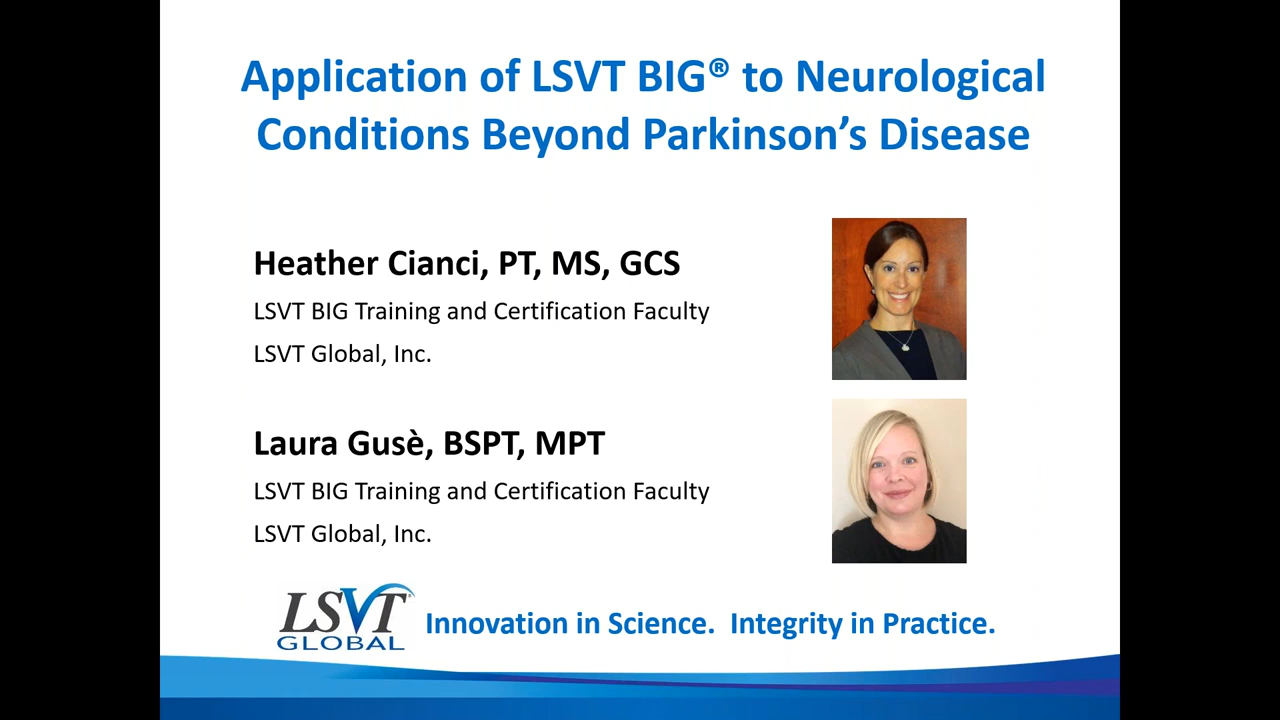 Application of LSVT BIG® to Neurological
Conditions Beyond Parkinson’s Disease
Heather Cianci, PT, MS, GCS
LSVT BIG Training and Certification Faculty
LSVT Global, Inc.
Laura Gusè, BSPT, MPT
LSVT BIG Training and Certification Faculty
LSVT Global, Inc.
LSVT®
GLOBAL
Innovation in Science. Integrity in Practice.